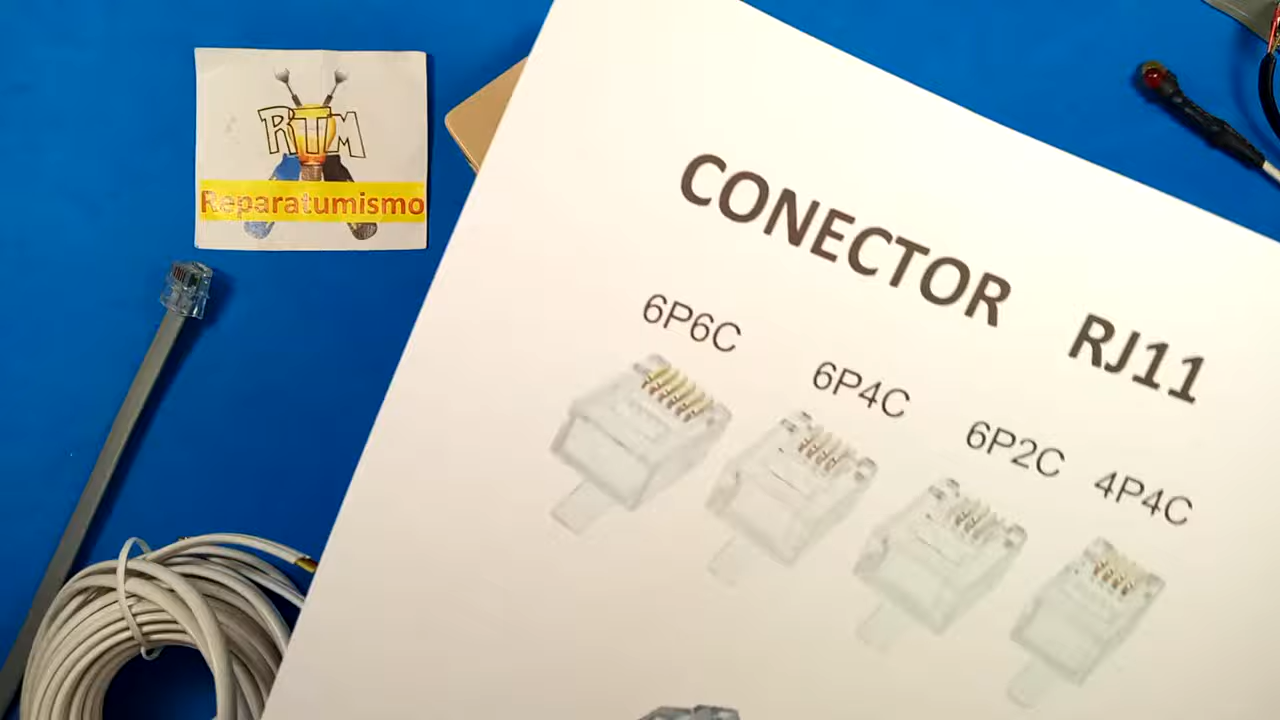 RTM
Reparatumismo
CONECTOR RJ11
6P6C
6P4C
6P2C
4P4C